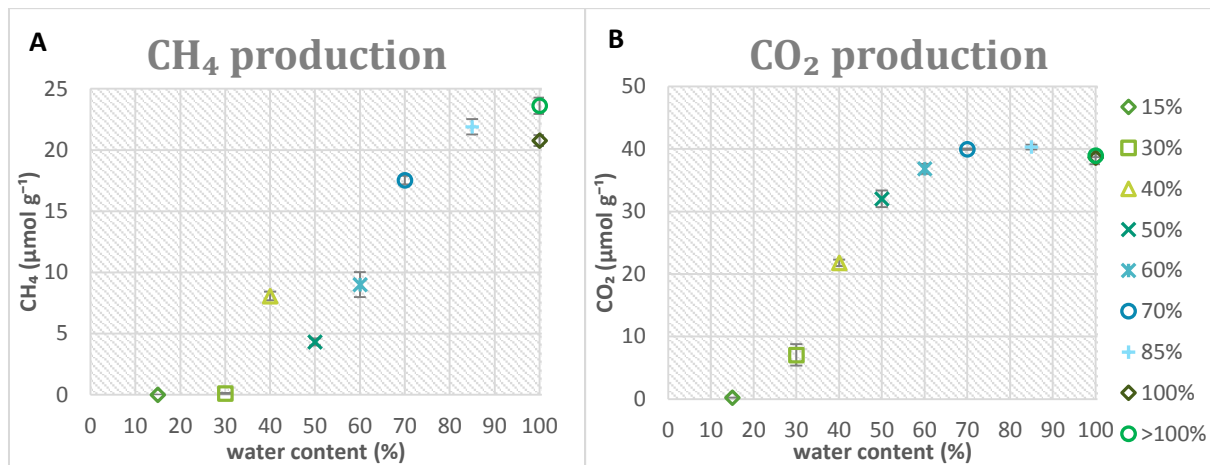 A
CH₄ production
CH₄ (µmol g⁻¹)
25
20
15
10
5
0
0 10 20 30 40 50 60 70 80 90 100
water content (%)
B
CO₂ production
CO₂ (µmol g⁻¹)
50
40
30
20
10
0
0 10 20 30 40 50 60 70 80 90 100
water content (%)
15%
30%
40%
50%
60%
70%
85%
100%
>100%